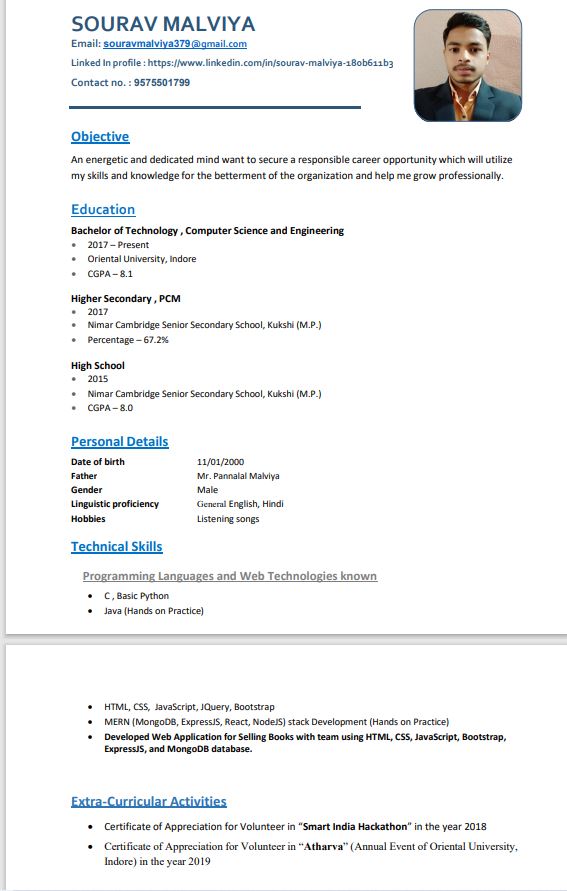 SOURAV MALVIYA
Email: souravmalviya379@gmail.com
Linked In profile : https://www.linkedin.com/in/sourav-malviya-180b611b3
Contact no. : 9575501799
Objective
An energetic and dedicated mind want to secure a responsible career opportunity which will utilize
my skills and knowledge for the betterment of the organization and help me grow professionally.
Education
Bachelor of Technology , Computer Science and Engineering
• 2017 – Present
• Oriental University, Indore
• CGPA – 8.1
Higher Secondary , PCM
• 2017
• Nimar Cambridge Senior Secondary School, Kukshi (M.P.)
• Percentage – 67.2%
High School
• 2015
• Nimar Cambridge Senior Secondary School, Kukshi (M.P.)
• CGPA – 8.0
Personal Details
Date of birth 11/01/2000
Father Mr. Pannalal Malviya
Gender Male
Linguistic proficiency General English, Hindi
Hobbies Listening songs
Technical Skills
Programming Languages and Web Technologies known
• C , Basic Python
• Java (Hands on Practice)
• HTML, CSS, JavaScript, JQuery, Bootstrap
• MERN (MongoDB, ExpressJS, React, NodeJS) stack Development (Hands on Practice)
• Developed Web Application for Selling Books with team using HTML, CSS, JavaScript, Bootstrap,
ExpressJS, and MongoDB database.
Extra-Curricular Activities
• Certificate of Appreciation for Volunteer in “Smart India Hackathon” in the year 2018
• Certificate of Appreciation for Volunteer in “Atharva” (Annual Event of Oriental University,
Indore) in the year 2019